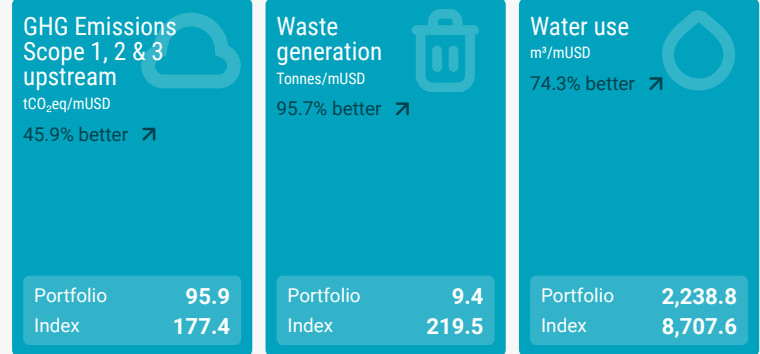 GHG Emissions
Scope 1, 2 & 3
upstream
tCO₂eq/mUSD
45.9% better
Portfolio 95.9
Index 177.4
Waste
generation
Tonnes/mUSD
95.7% better
Portfolio 9.4
Index 219.5
Water use
m³/mUSD
74.3% better
Portfolio 2,238.8
Index 8,707.6